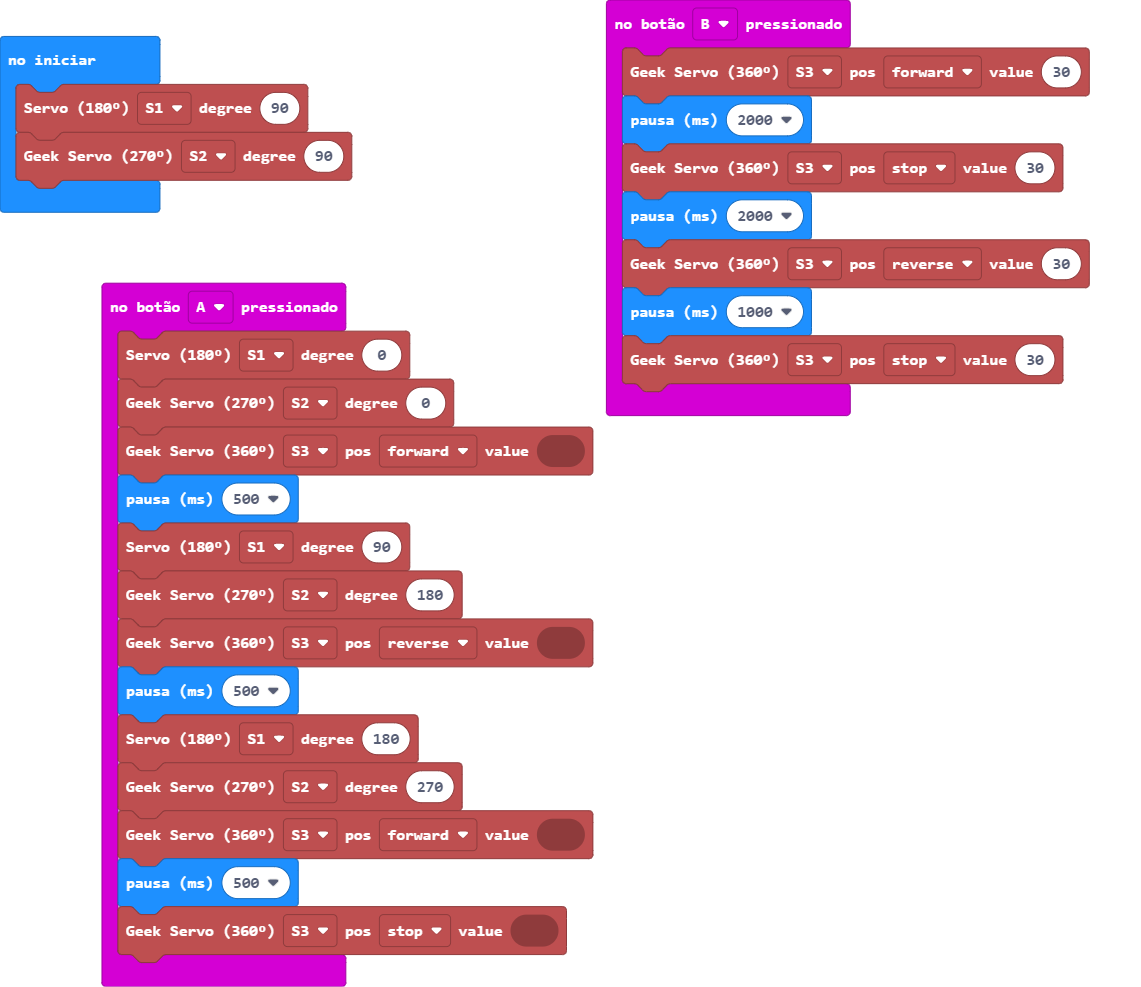 no iniciar
Servo (180º) S1 degree 90
Geek Servo (270º) S2 degree 90
no botão A pressionado
Servo (180º) S1 degree 0
Geek Servo (270º) S2 degree 0
Geek Servo (360º) S3 pos forward value
pausa (ms) 500
Servo (180º) S1 degree 90
Geek Servo (270º) S2 degree 180
Geek Servo (360º) S3 pos reverse value
pausa (ms) 500
Servo (180º) S1 degree 180
Geek Servo (270º) S2 degree 270
Geek Servo (360º) S3 pos forward value
pausa (ms) 500
Geek Servo (360º) S3 pos stop value
no botão B pressionado
Geek Servo (360º) S3 pos forward value 30
pausa (ms) 2000
Geek Servo (360º) S3 pos stop value 30
pausa (ms) 2000
Geek Servo (360º) S3 pos reverse value 30
pausa (ms) 1000
Geek Servo (360º) S3 pos stop value 30